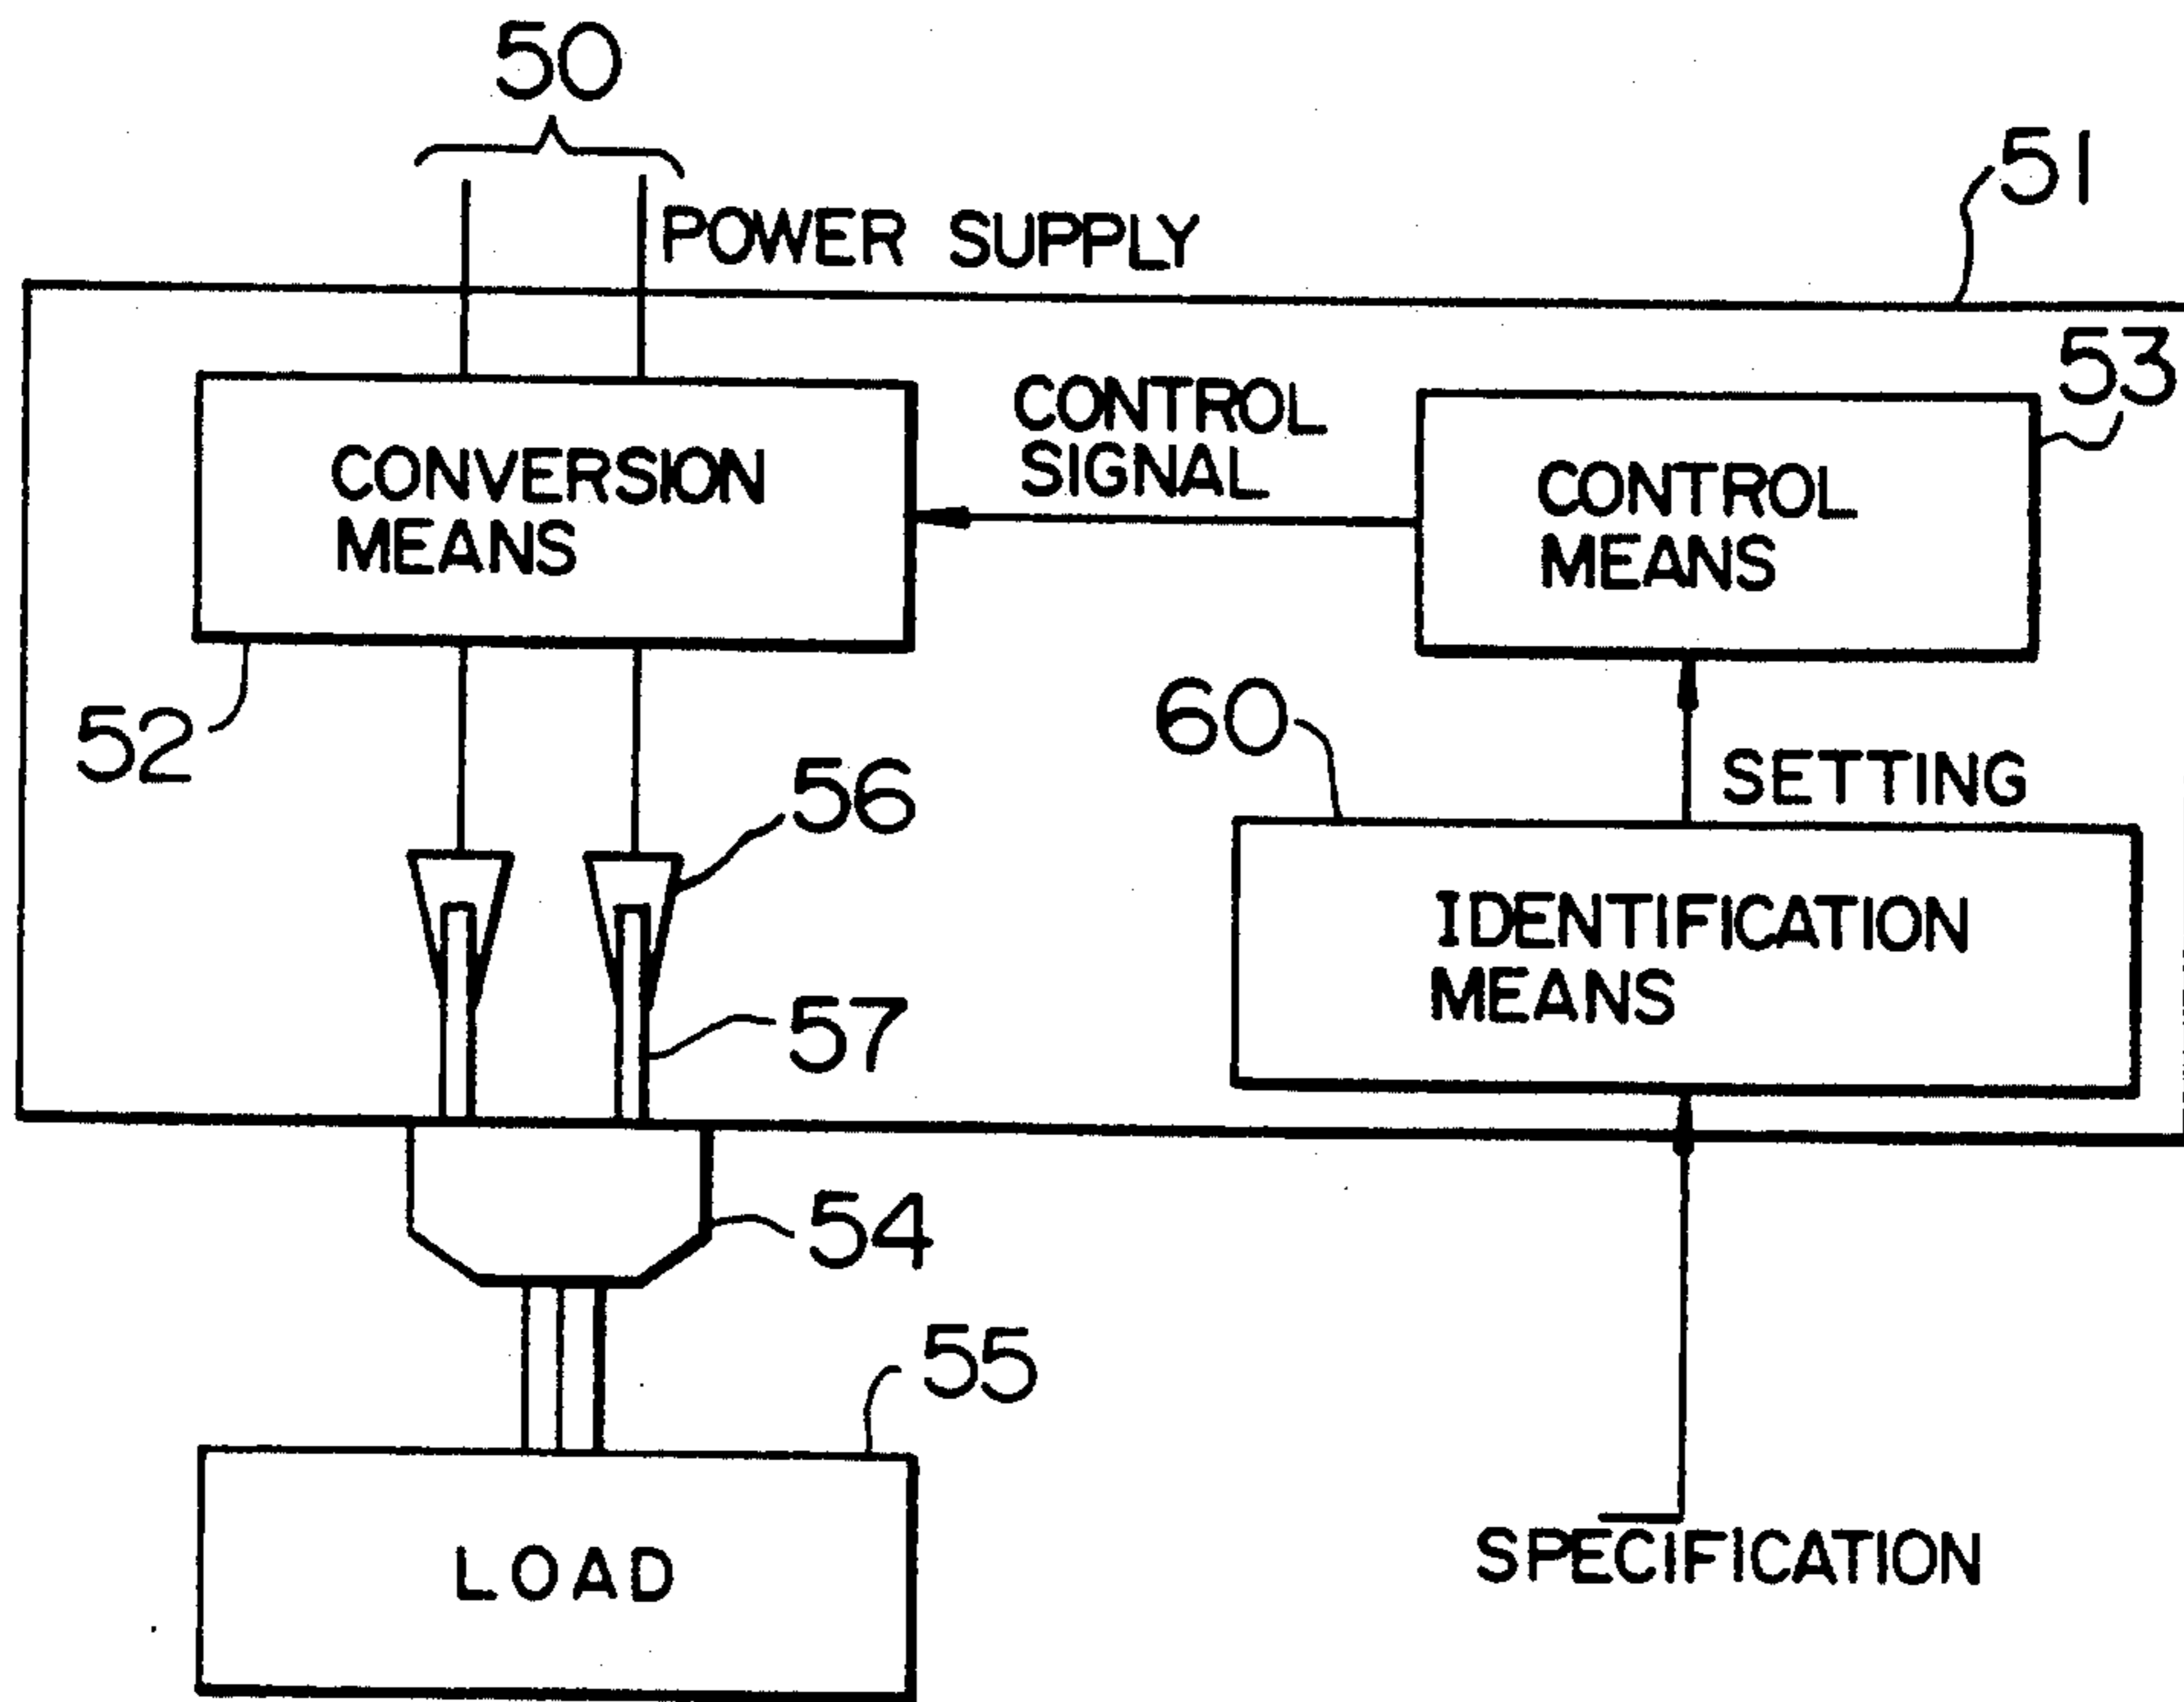 50
POWER SUPPLY
51
53
CONVERSION
MEANS
CONTROL
SIGNAL
CONTROL
MEANS
52
60
SETTING
56
IDENTIFICATION
MEANS
57
54
55
LOAD
SPECIFICATION